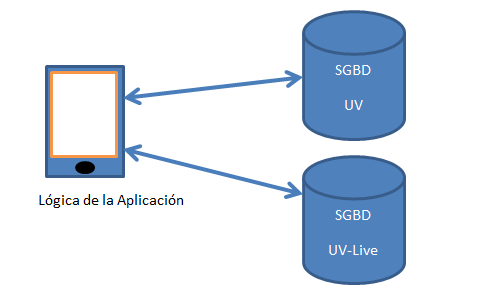 SGBD
UV
Lógica de la Aplicación
SGBD
UV-Live